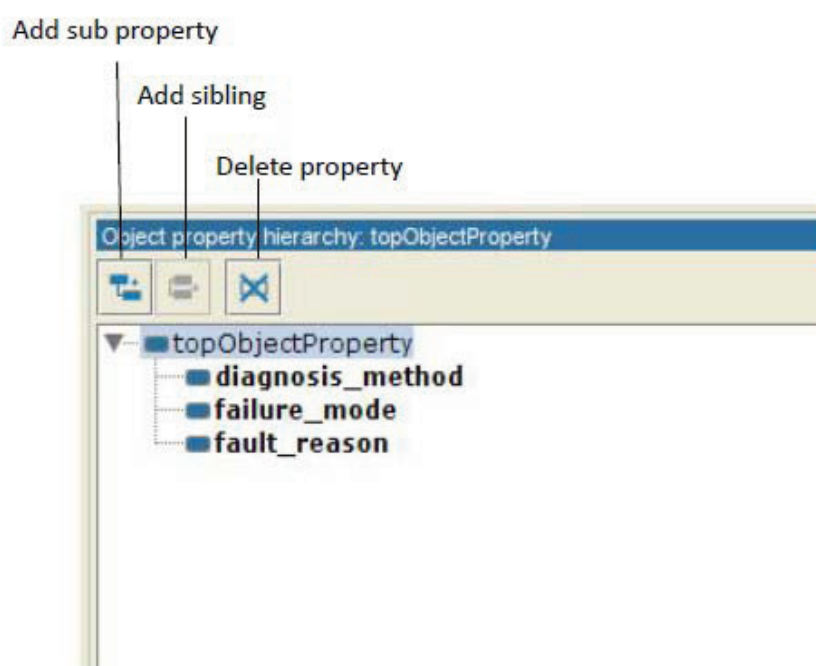 Add sub property
Add sibling
Delete property
Object property hierarchy: topObjectProperty
topObjectProperty
diagnosis_method
failure_mode
fault_reason